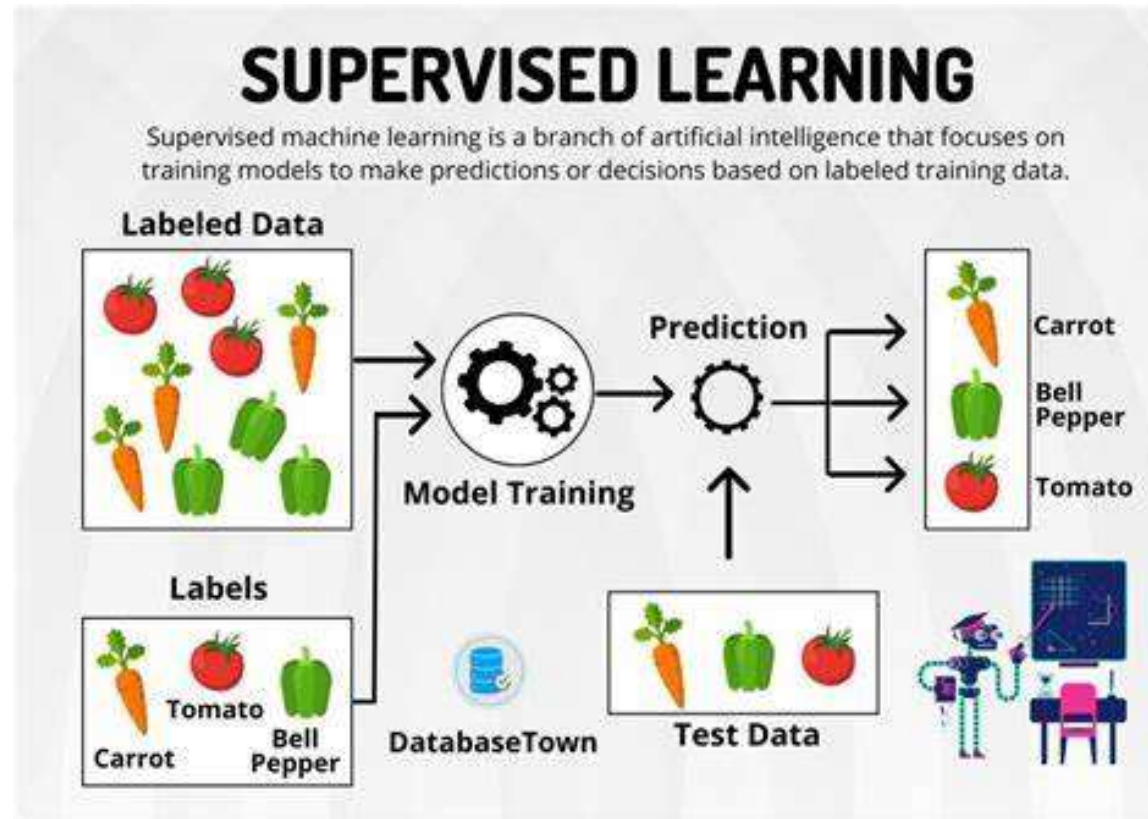 SUPERVISED LEARNING
Supervised machine learning is a branch of artificial intelligence that focuses on
training models to make predictions or decisions based on labeled training data.
Labeled Data
Prediction
Carrot
Bell
Pepper
Tomato
Model Training
Labels
Tomato
Carrot
Bell
Pepper
DatabaseTown
Test Data